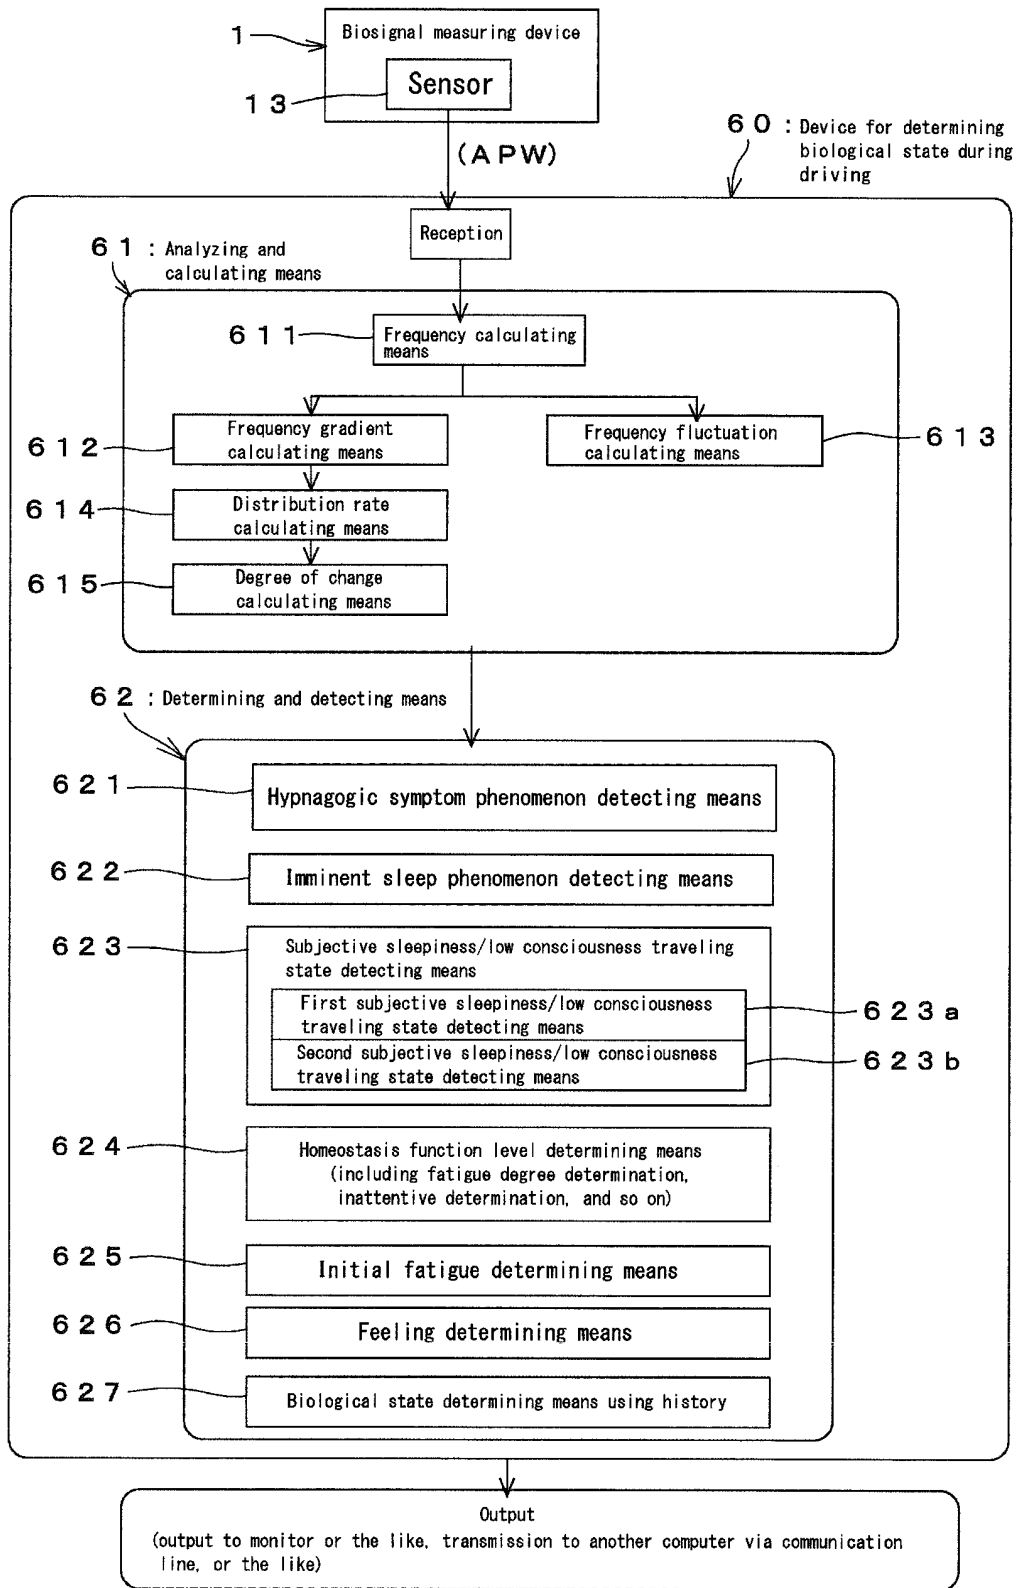 1
Biosignal measuring device
Sensor
13
(APW)
60 : Device for determining
biological state during
driving
Reception
61 : Analyzing and
calculating means
611
Frequency calculating
means
612
Frequency gradient
calculating means
Frequency fluctuation
calculating means
613
614
Distribution rate
calculating means
615
Degree of change
calculating means
62 : Determining and detecting means
621
Hypnagogic symptom phenomenon detecting means
622
Imminent sleep phenomenon detecting means
623
Subjective sleepiness/low consciousness traveling
state detecting means
First subjective sleepiness/low consciousness
traveling state detecting means
623a
Second subjective sleepiness/low consciousness
traveling state detecting means
623b
624
Homeostasis function level determining means
(including fatigue degree determination,
inattentive determination, and so on)
625
Initial fatigue determining means
626
Feeling determining means
627
Biological state determining means using history
Output
(output to monitor or the like, transmission to another computer via communication
line, or the like)